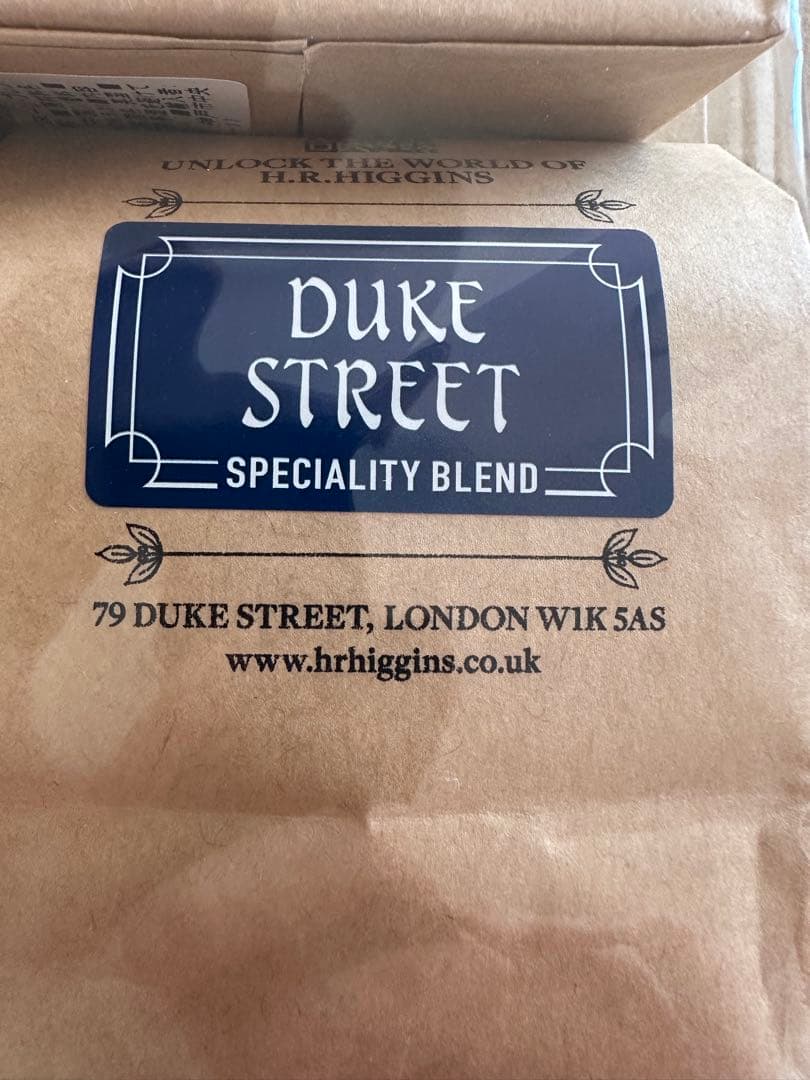 UNLOCK THE WORLD OF
H.R.HIGGINS
DUKE
STREET
SPECIALITY BLEND
79 DUKE STREET, LONDON W1K 5AS
www.hrhiggins.co.uk